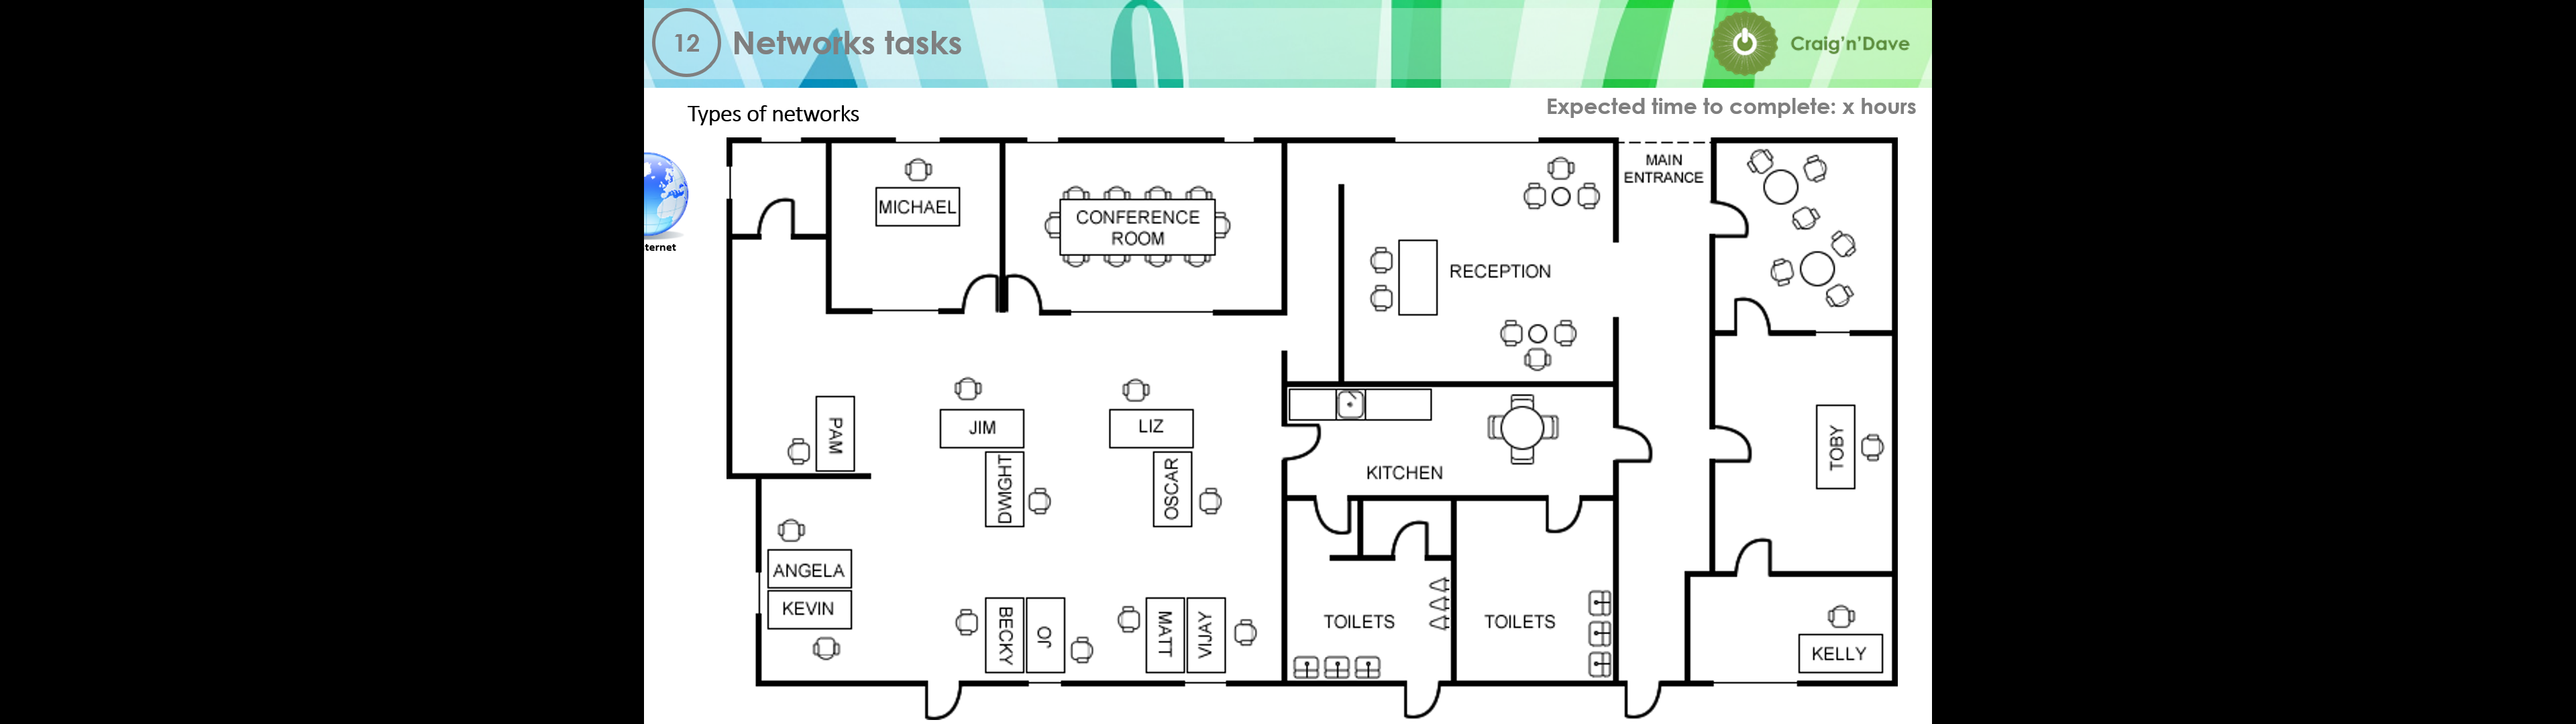 12
Networks tasks
Craig'n'Dave
Types of networks
Expected time to complete: x hours
MAIN
ENTRANCE
MICHAEL
CONFERENCE
ROOM
ternet
RECEPTION
PAM
JIM
LIZ
DWIGHT
OSCAR
KITCHEN
TOBY
ANGELA
KEVIN
BECKY
JO
MATT
VIJAY
TOILETS
TOILETS
KELLY